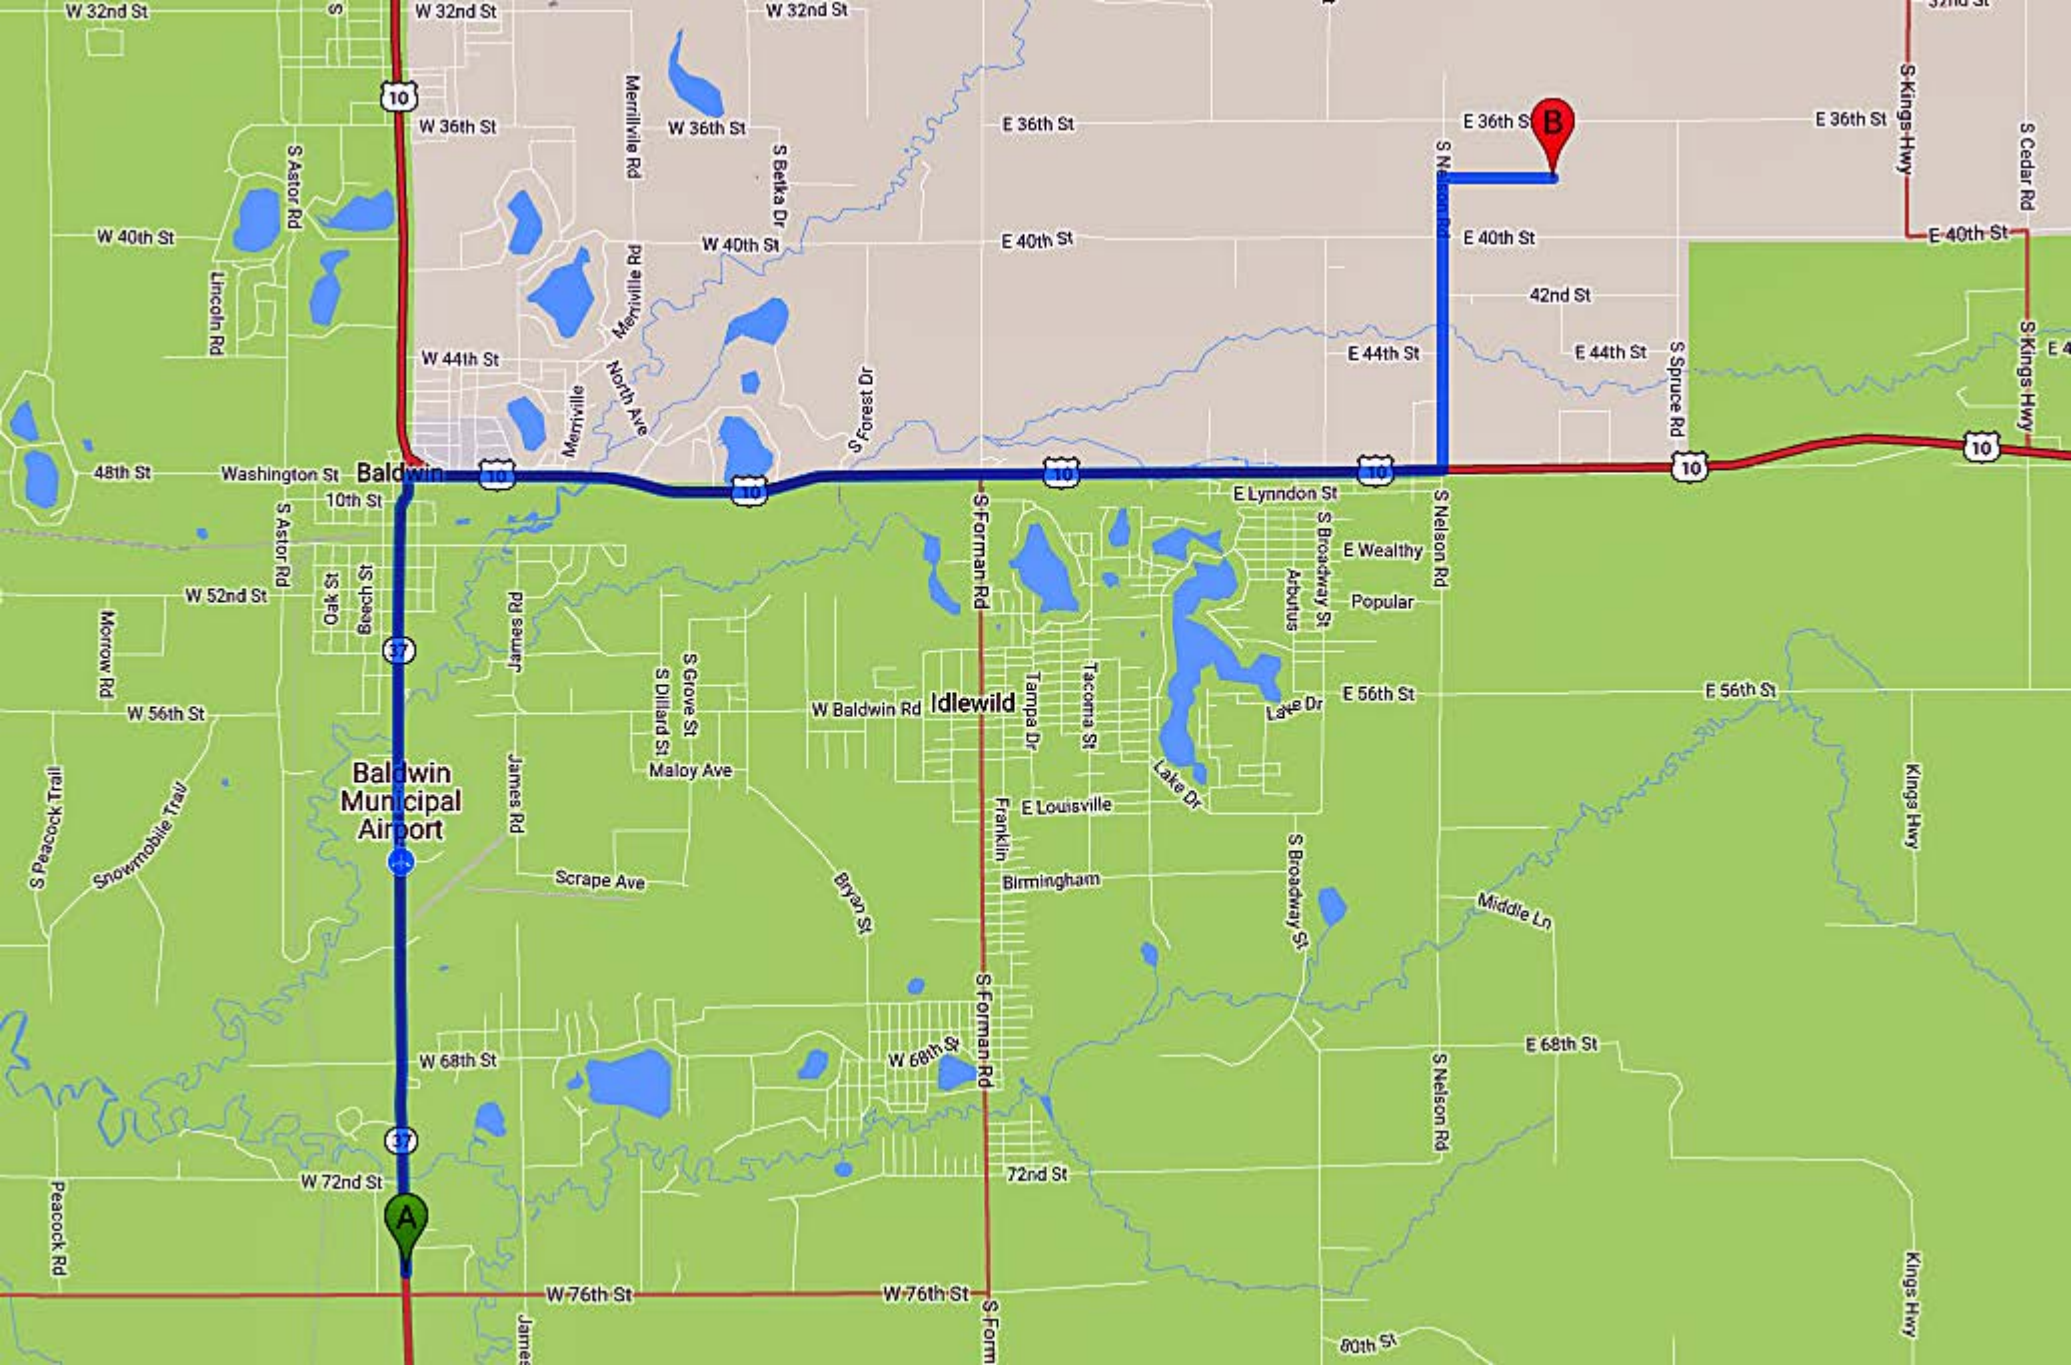 W 32nd St
W 32nd St
W 32nd St
32nd St
S
10
W 36th St
Merrillville Rd
W 36th St
E 36th St
E 36th S
B
E 36th St
S Kings Hwy
S Astor Rd
S Betka Dr
S Nelson Rd
S Cedar Rd
W 40th St
W 40th St
E 40th St
E 40th St
E 40th St
Lincoln Rd
Merrillville Rd
42nd St
W 44th St
North Ave
Merriville
S Forest Dr
E 44th St
E 44th St
S Spruce Rd
S Kings Hwy
E 4
48th St
Washington St
Baldwin
10
10
10
10
10
10
10th St
E Lynndon St
S Astor Rd
S Forman Rd
S Broadway St
S Nelson Rd
E Wealthy
W 52nd St
Oak St
Beech St
James Rd
Arbutus
Popular
Morrow Rd
37
S Dillard St
S Grove St
W 56th St
W Baldwin Rd
Idlewild
Tampa Dr
Tacoma St
Lake Dr
E 56th St
E 56th St
S Peacock Trail
Snowmobile Trail
Baldwin
Municipal
Airport
James Rd
Maloy Ave
Lake Dr
E Louisville
Franklin
Kings Hwy
Scrape Ave
Bryan St
Birmingham
S Broadway St
Middle Ln
S Forman Rd
W 68th St
W 68th St
E 68th St
S Nelson Rd
37
W 72nd St
72nd St
Peacock Rd
A
W 76th St
W 76th St
James
S Form
80th St
Kings Hwy